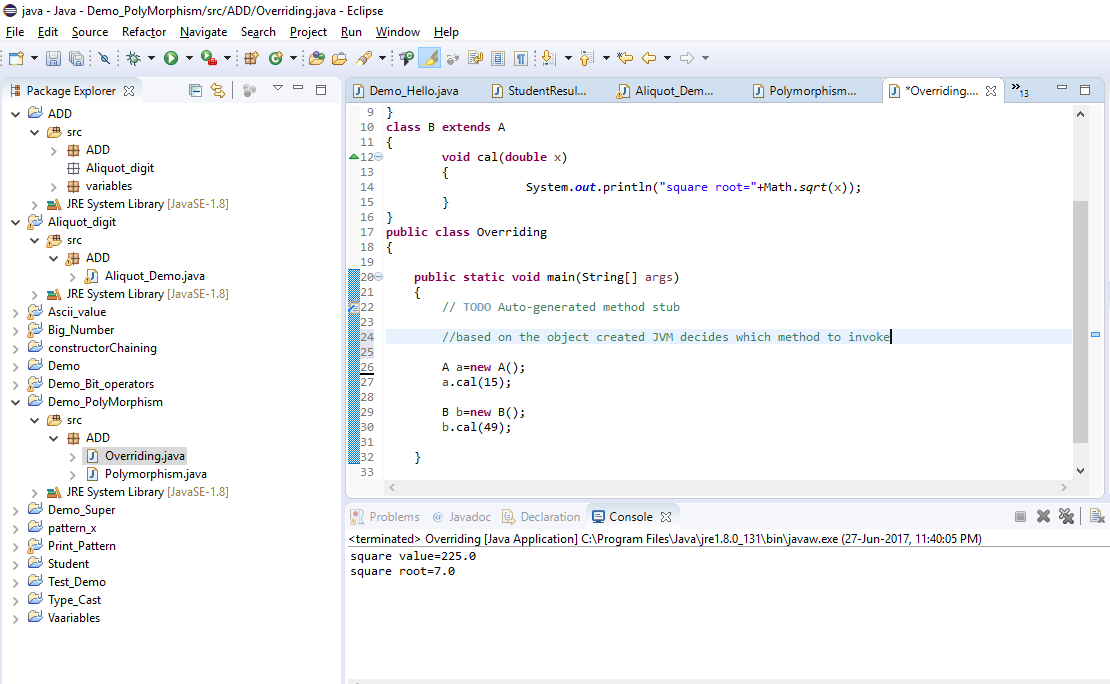 java - Java - Demo_PolyMorphism/src/ADD/Overriding.java - Eclipse
File Edit Source Refactor Navigate Search Project Run Window Help
Package Explorer
ADD
src
ADD
Aliquot_digit
variables
JRE System Library [JavaSE-1.8]
Aliquot_digit
src
ADD
Aliquot_Demo.java
JRE System Library [JavaSE-1.8]
Ascii_value
Big_Number
constructorChaining
Demo
Demo_Bit_operators
Demo_PolyMorphism
src
ADD
Overriding.java
Polymorphism.java
JRE System Library [JavaSE-1.8]
Demo_Super
pattern_x
Print_Pattern
Student
Test_Demo
Type_Cast
Vaariables
Demo_Hello.java StudentResul... Aliquot_Dem... Polymorphism... *Overriding.... »13
9 }
10 class B extends A
11 {
12 void cal(double x)
13 {
14 System.out.println("square root="+Math.sqrt(x));
15 }
16 }
17 public class Overriding
18 {
19
20 public static void main(String[] args)
21 {
22 // TODO Auto-generated method stub
23
24 //based on the object created JVM decides which method to invoke
25
26 A a=new A();
27 a.cal(15);
28
29 B b=new B();
30 b.cal(49);
31
32 }
33
Problems @ Javadoc Declaration Console
<terminated> Overriding [Java Application] C:\Program Files\Java\jre1.8.0_131\bin\javaw.exe (27-Jun-2017, 11:40:05 PM)
square value=225.0
square root=7.0